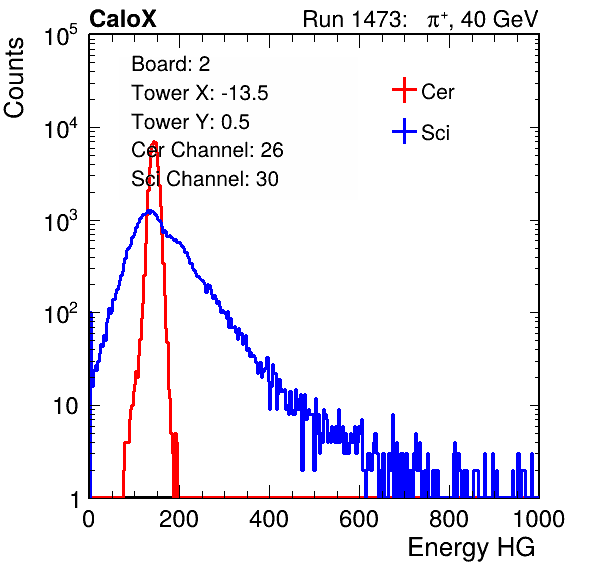 CaloX Run 1473: π⁺, 40 GeV
Counts
Board: 2
Tower X: -13.5
Tower Y: 0.5
Cer Channel: 26
Sci Channel: 30
Cer
Sci
10⁵
10⁴
10³
10²
10
1
0 200 400 600 800 1000
Energy HG